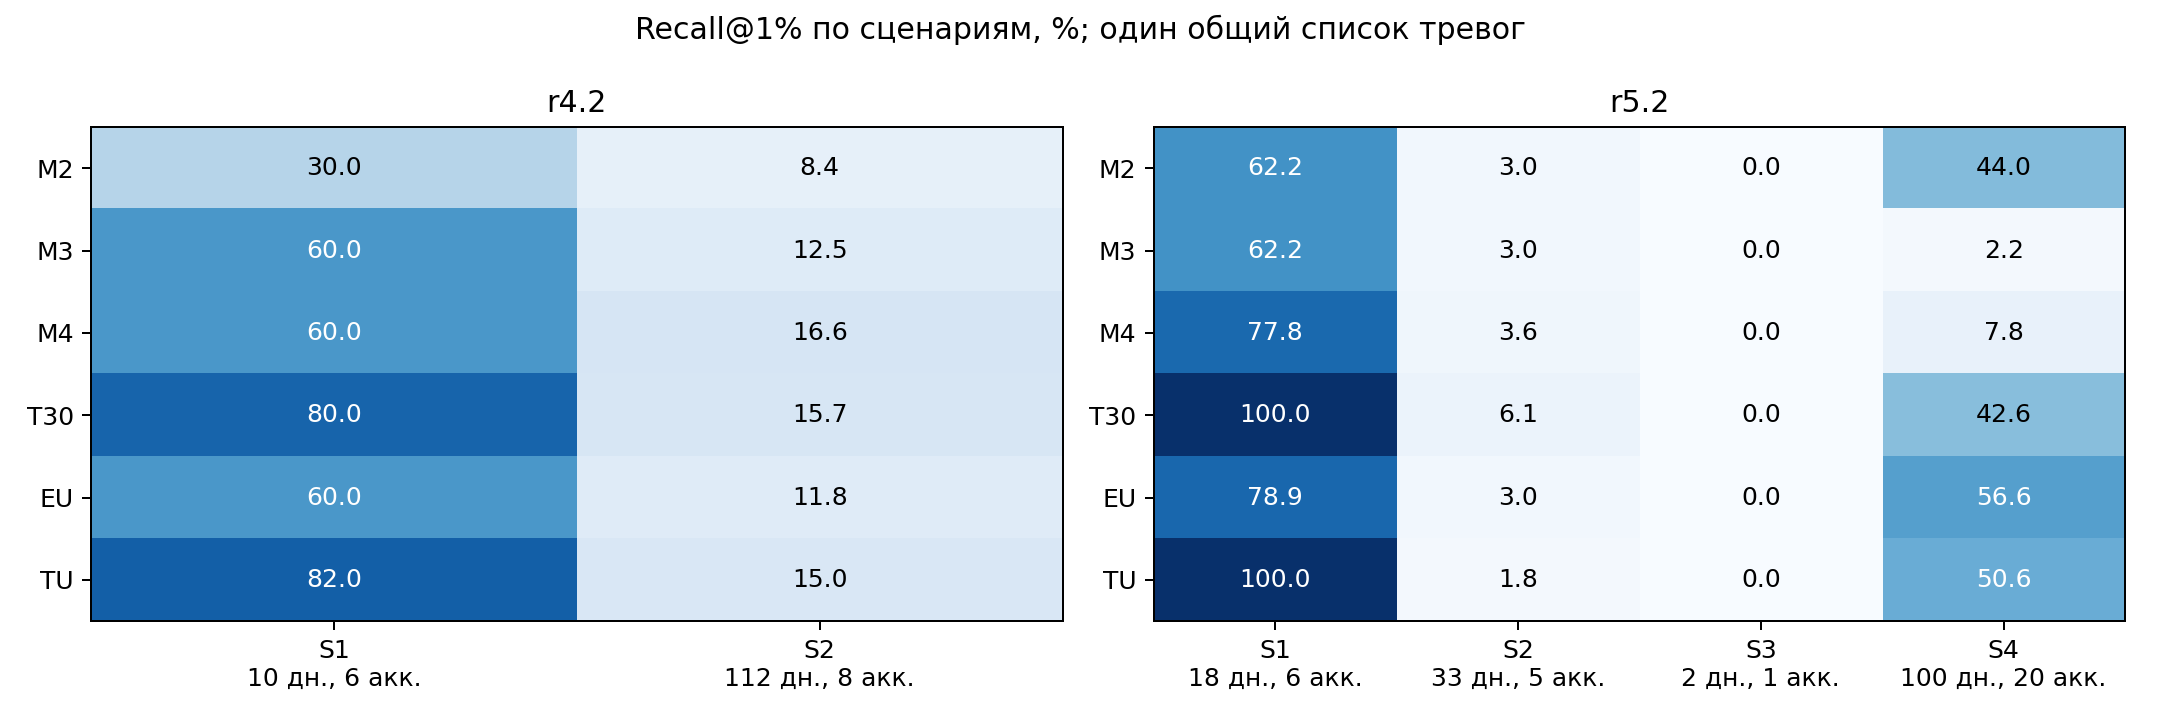 Recall@1% по сценариям, %; один общий список тревог
r4.2
M2 30.0 8.4
M3 60.0 12.5
M4 60.0 16.6
T30 80.0 15.7
EU 60.0 11.8
TU 82.0 15.0
S1 S2
10 дн., 6 акк. 112 дн., 8 акк.
r5.2
M2 62.2 3.0 0.0 44.0
M3 62.2 3.0 0.0 2.2
M4 77.8 3.6 0.0 7.8
T30 100.0 6.1 0.0 42.6
EU 78.9 3.0 0.0 56.6
TU 100.0 1.8 0.0 50.6
S1 S2 S3 S4
18 дн., 6 акк. 33 дн., 5 акк. 2 дн., 1 акк. 100 дн., 20 акк.